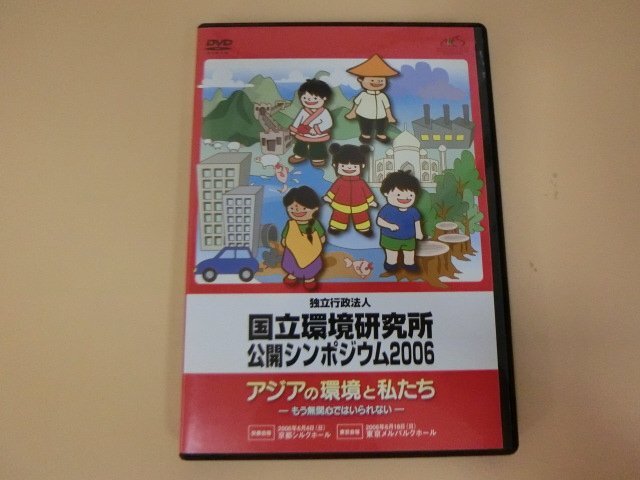 DVD
独立行政法人
国立環境研究所
公開シンポジウム2006
アジアの環境と私たち
ーもう無関心ではいられないー
京都会場 2006年6月4日(日) 京都シルクホール
東京会場 2006年6月18日(日) 東京メルパルクホール